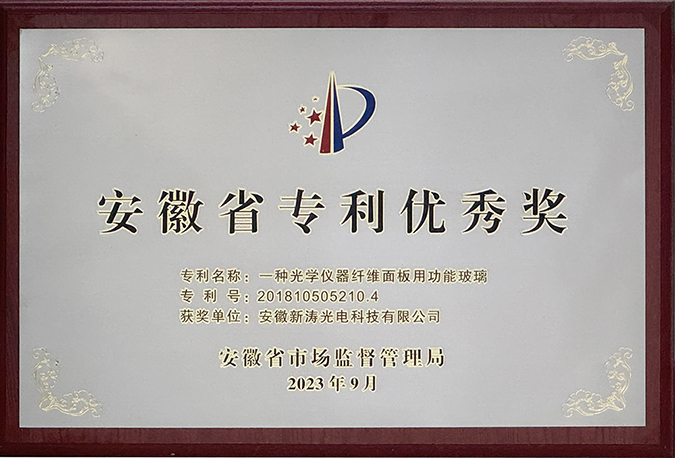 安徽省专利优秀奖
专利名称：一种光学仪器纤维面板用功能玻璃
专 利 号：201810505210.4
获奖单位：安徽新涛光电科技有限公司
安徽省市场监督管理局
2023年9月